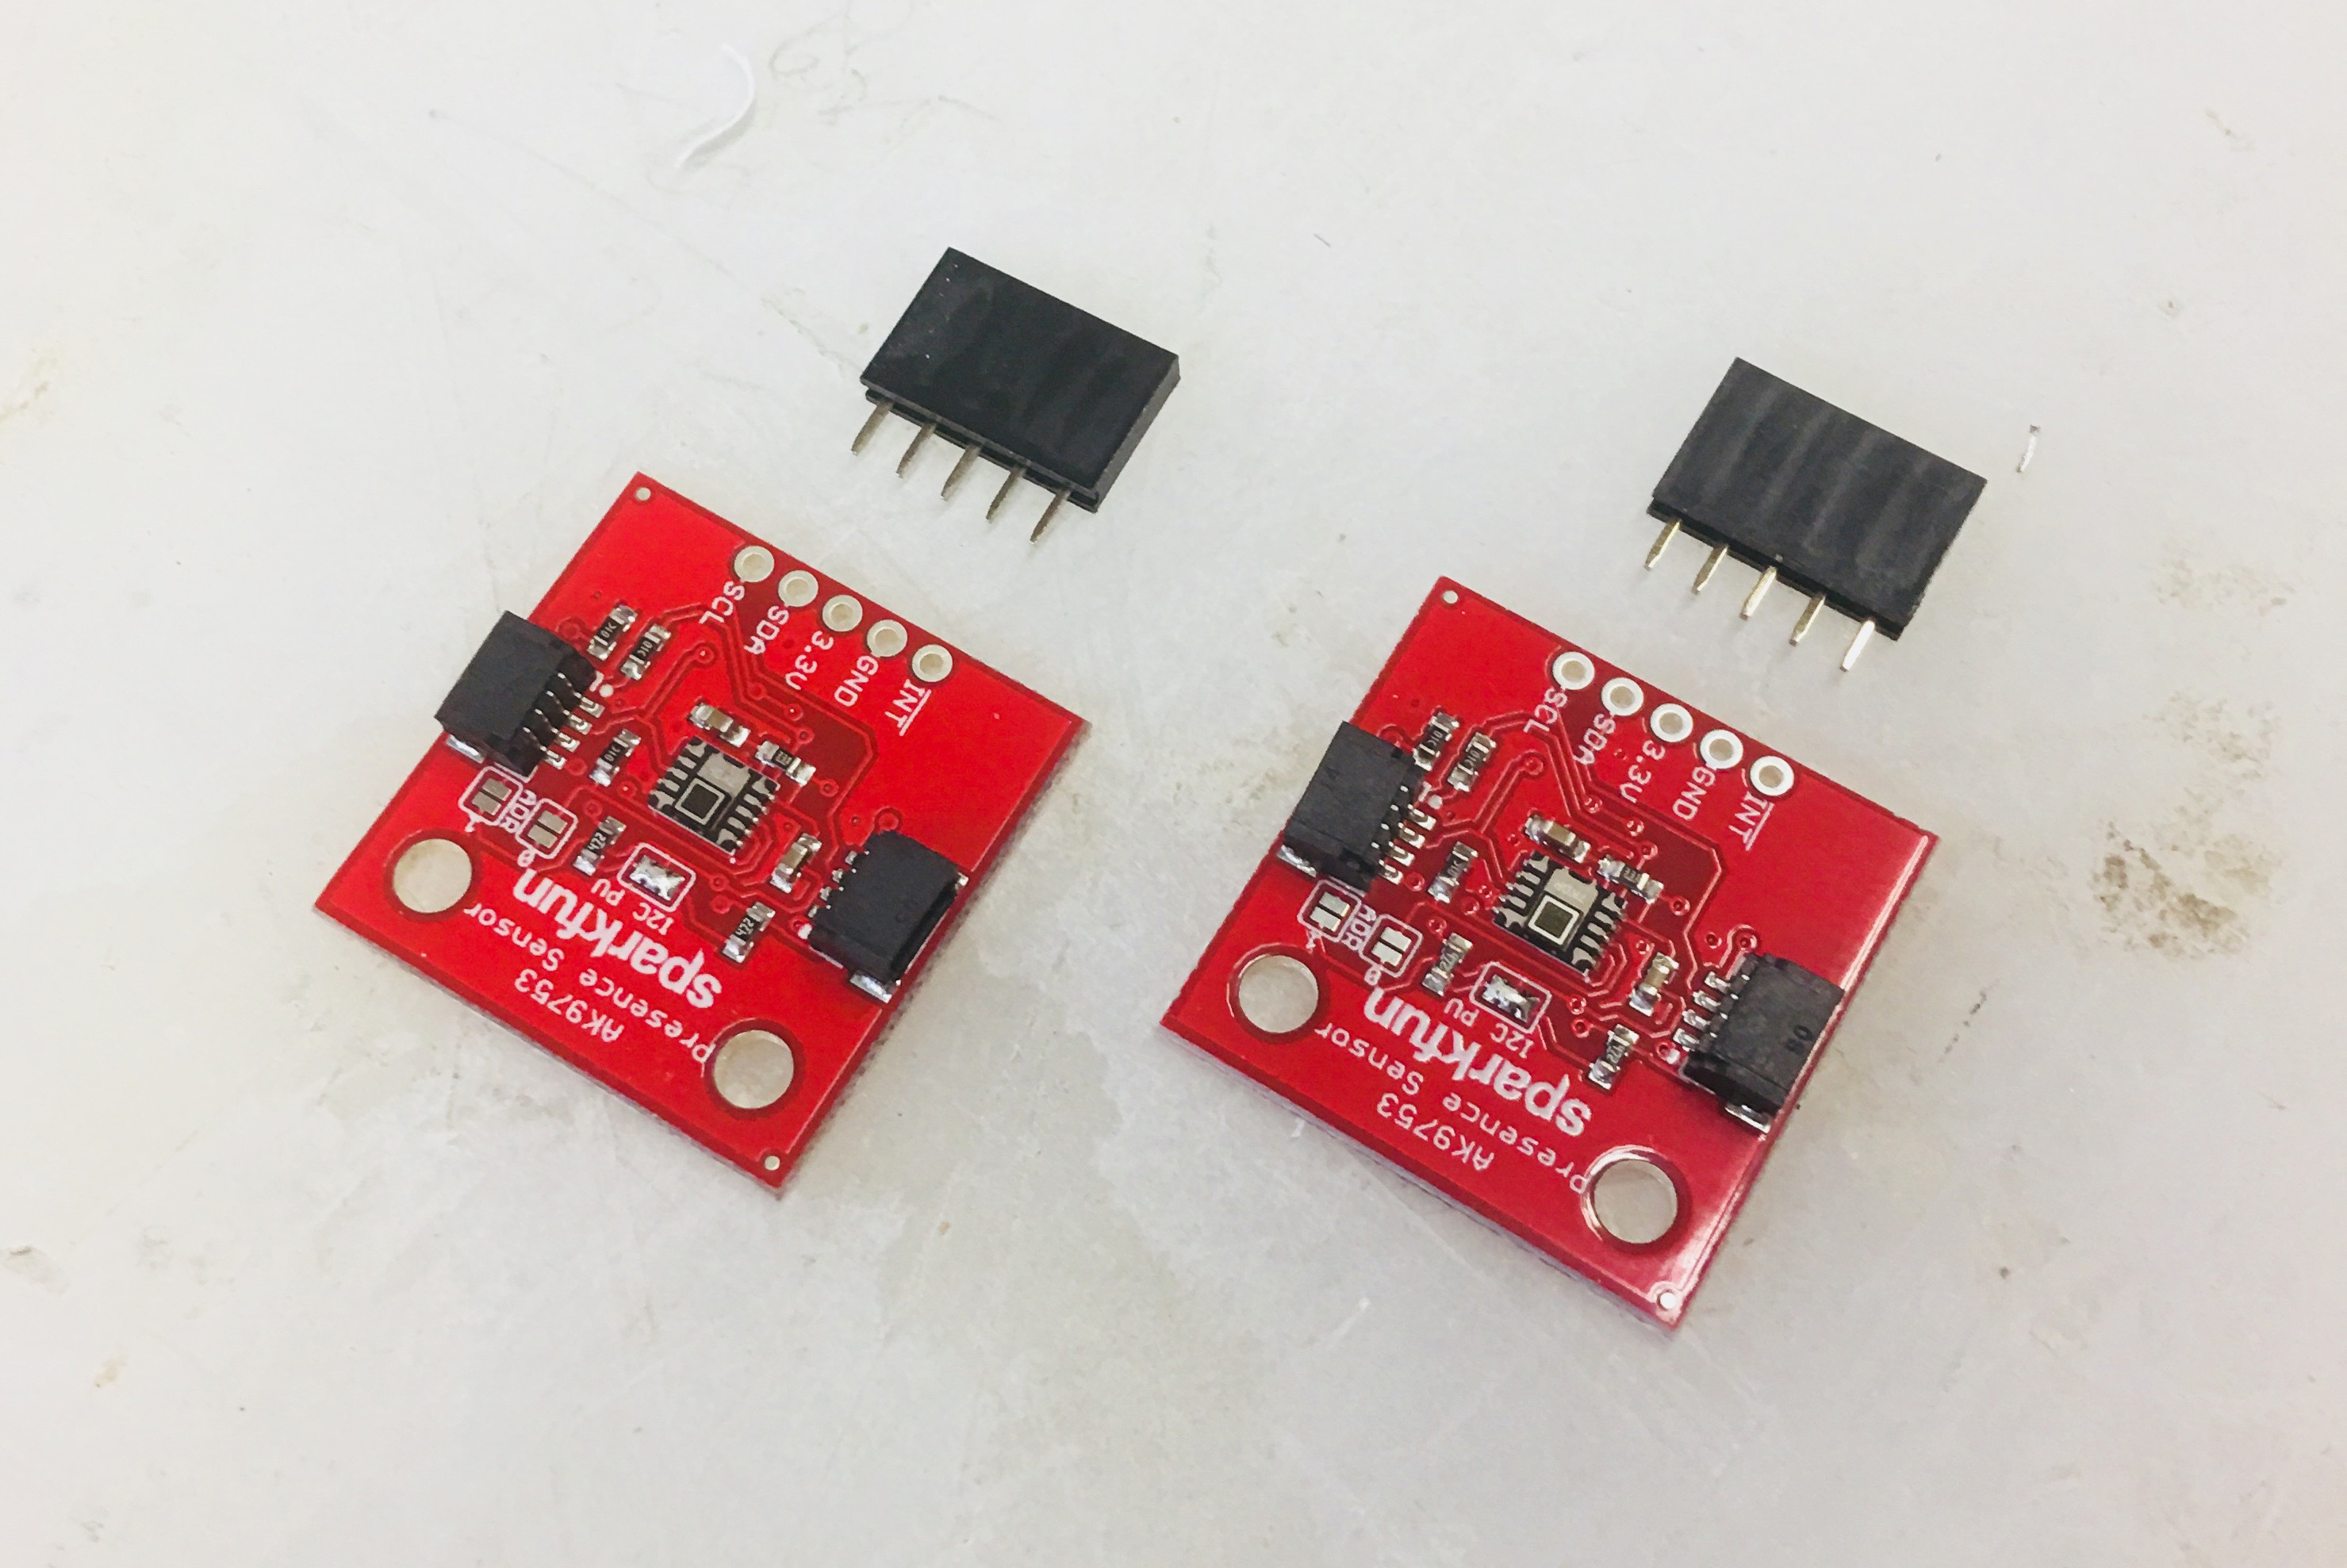 SCL
SDA
3.3V
GND
INT
ADR
I2C PU
sparkfun
Presence Sensor
AK9753
SCL
SDA
3.3V
GND
INT
ADR
I2C PU
sparkfun
Presence Sensor
AK9753